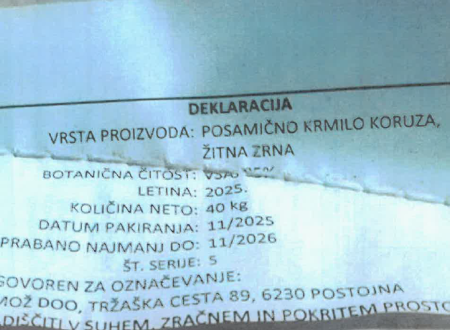 DEKLARACIJA
VRSTA PROIZVODA: POSAMIČNO KRMILO KORUZA,
ŽITNA ZRNA
BOTANIČNA ČITOST:
LETINA: 2025.
KOLIČINA NETO: 40 kg
DATUM PAKIRANJA: 11/2025
PRABANO NAJMANJ DO: 11/2026
ŠT. SERIJE: 5
GOVOREN ZA OZNAČEVANJE:
MOŽ DOO, TRŽAŠKA CESTA 89, 6230 POSTOJNA
SUHEM, ZRAČNEM IN POKRITEM PROSTO